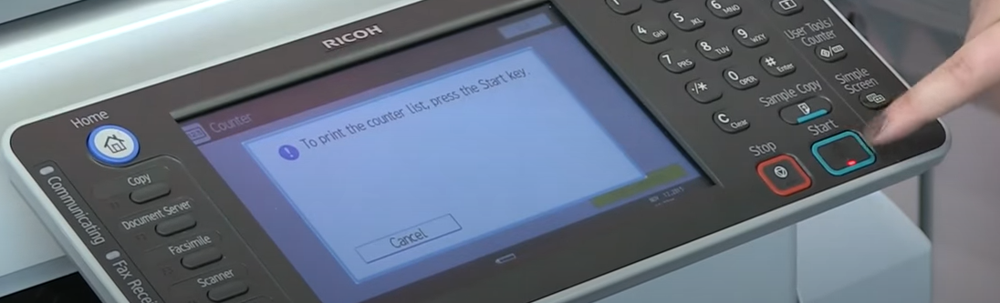 RICOH
Home
Copy
Document Server
Facsimile
Scanner
Communicating
Fax Recei
Counter
To print the counter list, press the Start key.
Cancel
4 GHI
5 JKL
6 MNO
7 PRS
8 TUV
9 WXY
·/*
0 OPER
# Enter
C Clear
User Tools/
Counter
Simple
Screen
Sample Copy
Stop
Start